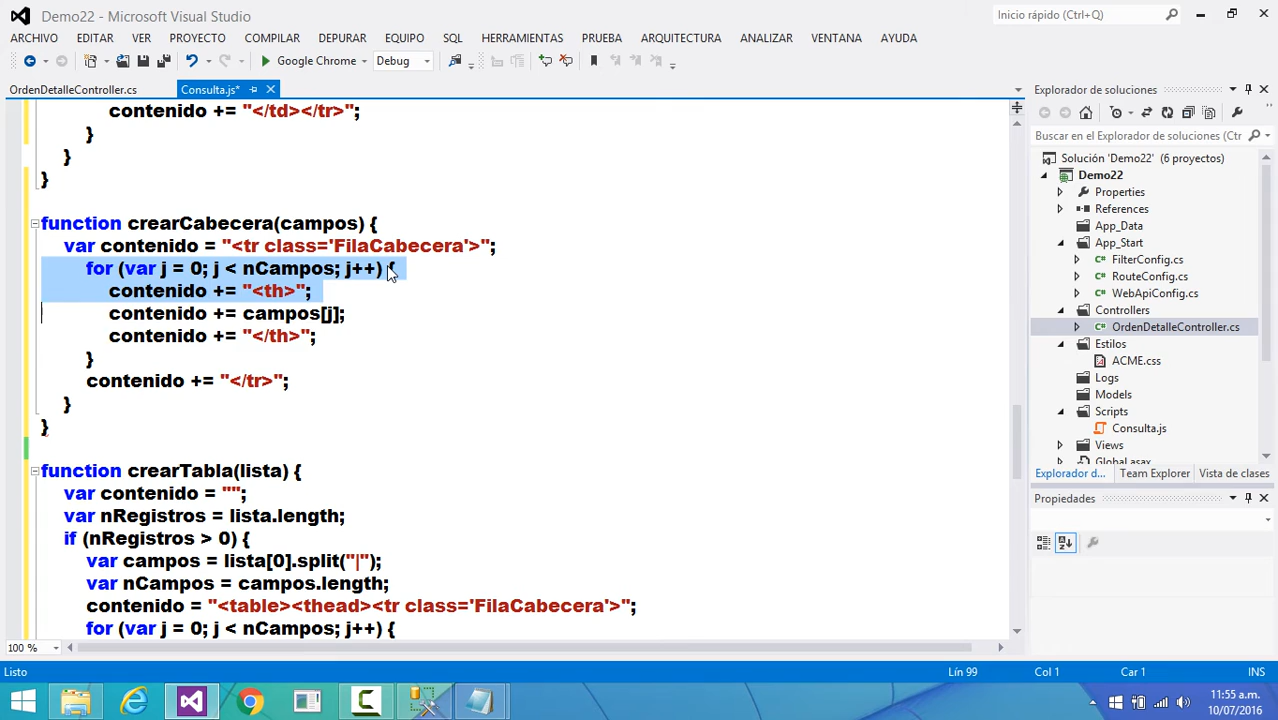 Demo22 - Microsoft Visual Studio
Inicio rápido (Ctrl+Q)
ARCHIVO EDITAR VER PROYECTO COMPILAR DEPURAR EQUIPO SQL HERRAMIENTAS PRUEBA ARQUITECTURA ANALIZAR VENTANA AYUDA
Google Chrome Debug
OrdenDetalleController.cs Consulta.js*
contenido += "</td></tr>";
}
}
}
function crearCabecera(campos) {
var contenido = "<tr class='FilaCabecera'>";
for (var j = 0; j < nCampos; j++) {
contenido += "<th>";
contenido += campos[j];
contenido += "</th>";
}
contenido += "</tr>";
}
}
function crearTabla(lista) {
var contenido = "";
var nRegistros = lista.length;
if (nRegistros > 0) {
var campos = lista[0].split("|");
var nCampos = campos.length;
contenido = "<table><thead><tr class='FilaCabecera'>";
for (var j = 0; j < nCampos; j++) {
100 %
Explorador de soluciones
Buscar en el Explorador de soluciones (Ctr
Solución 'Demo22' (6 proyectos)
Demo22
Properties
References
App_Data
App_Start
FilterConfig.cs
RouteConfig.cs
WebApiConfig.cs
Controllers
OrdenDetalleController.cs
Estilos
ACME.css
Logs
Models
Scripts
Consulta.js
Views
Global.asax
Explorador d... Team Explorer Vista de clases
Propiedades
Listo Lín 99 Col 1 Car 1 INS
11:55 a.m.
10/07/2016